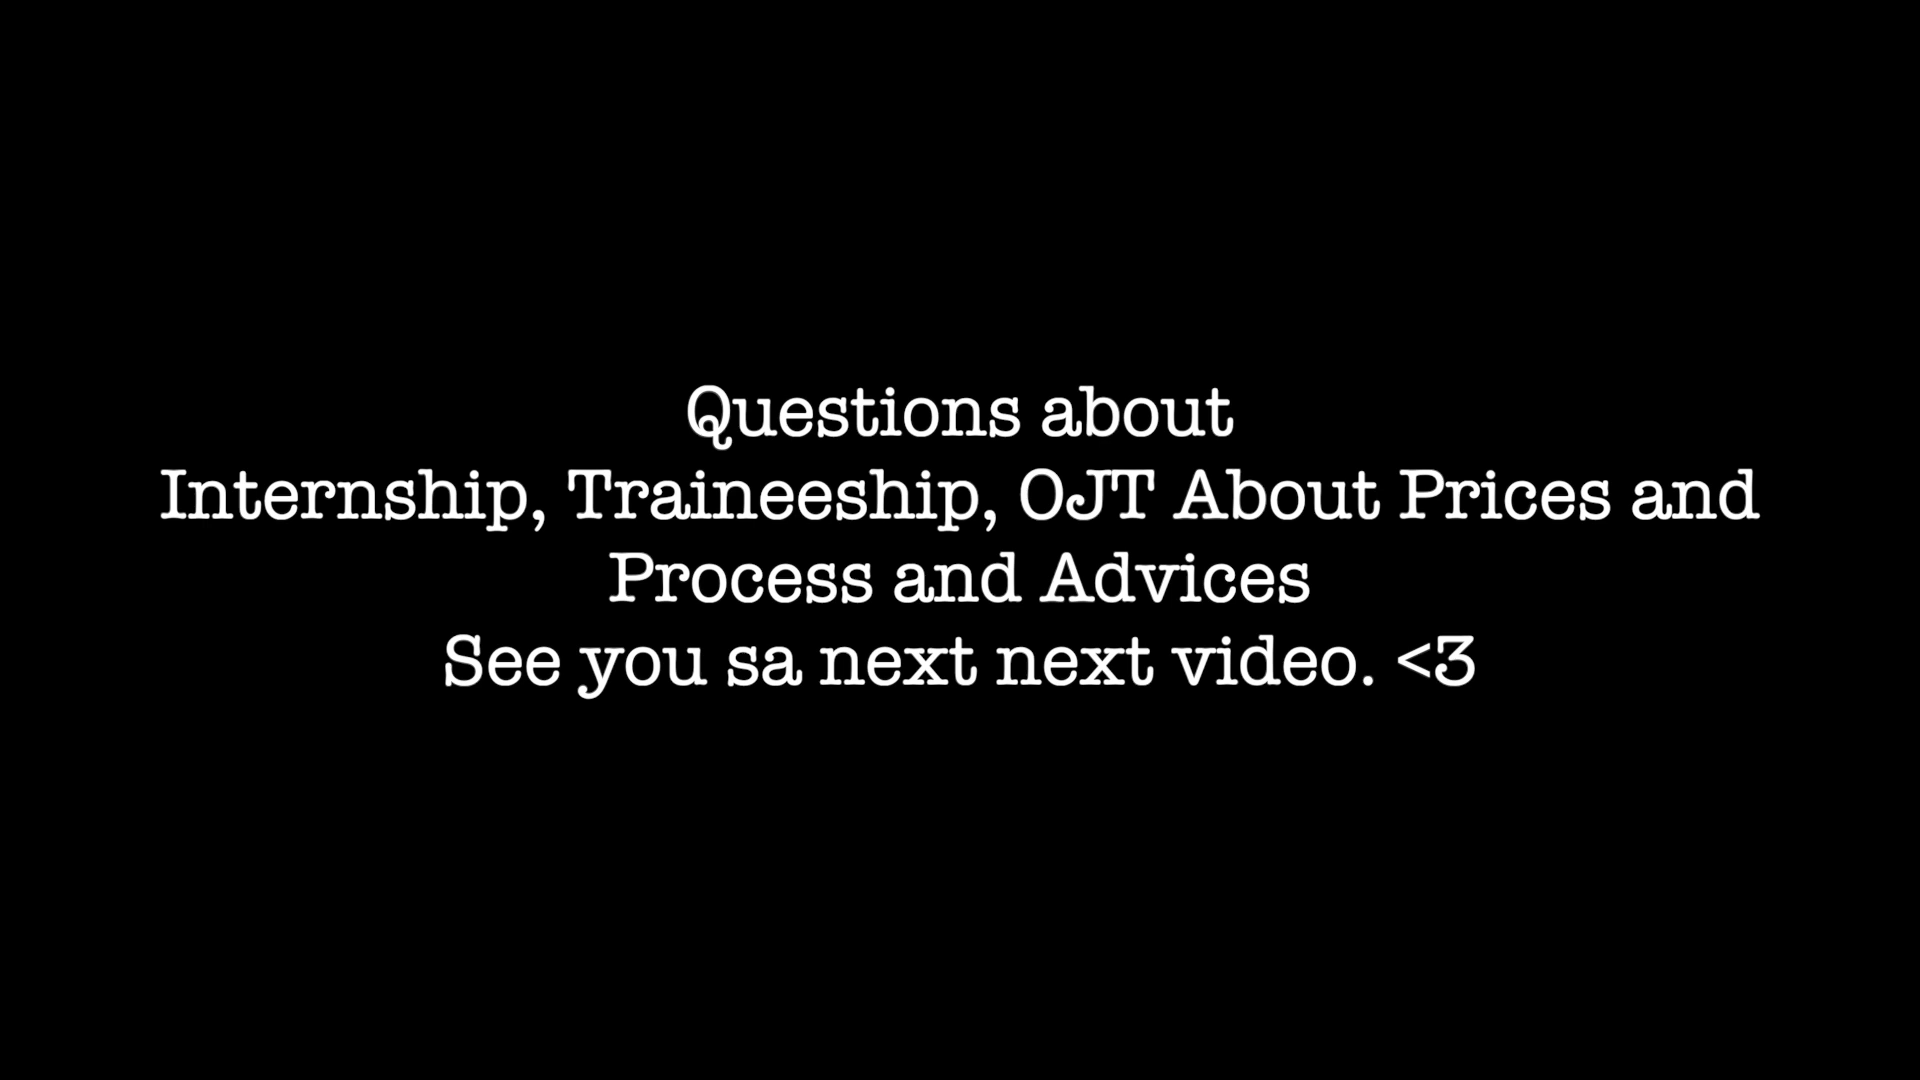 Questions about
Internship, Traineeship, OJT About Prices and
Process and Advices
See you sa next next video. <3